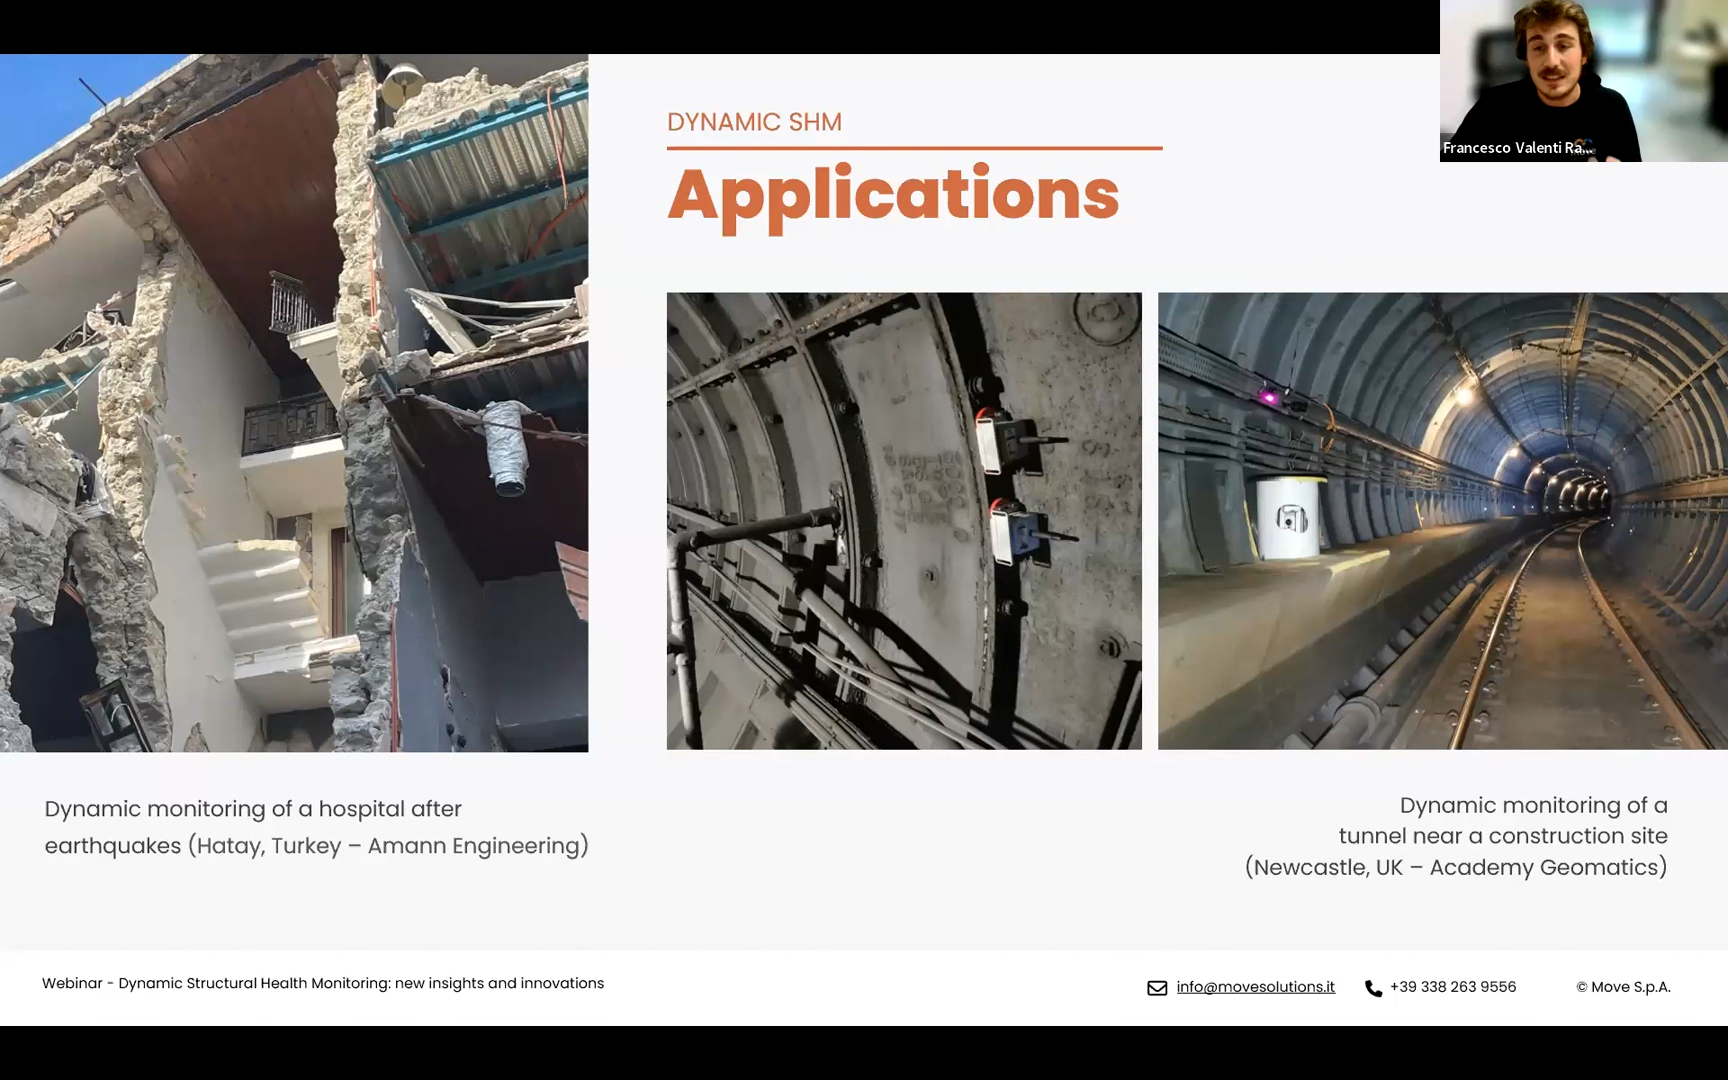 Francesco Valenti Ra...
DYNAMIC SHM
Applications
Dynamic monitoring of a hospital after
earthquakes (Hatay, Turkey – Amann Engineering)
Dynamic monitoring of a
tunnel near a construction site
(Newcastle, UK – Academy Geomatics)
Webinar - Dynamic Structural Health Monitoring: new insights and innovations
info@movesolutions.it
+39 338 263 9556
© Move S.p.A.